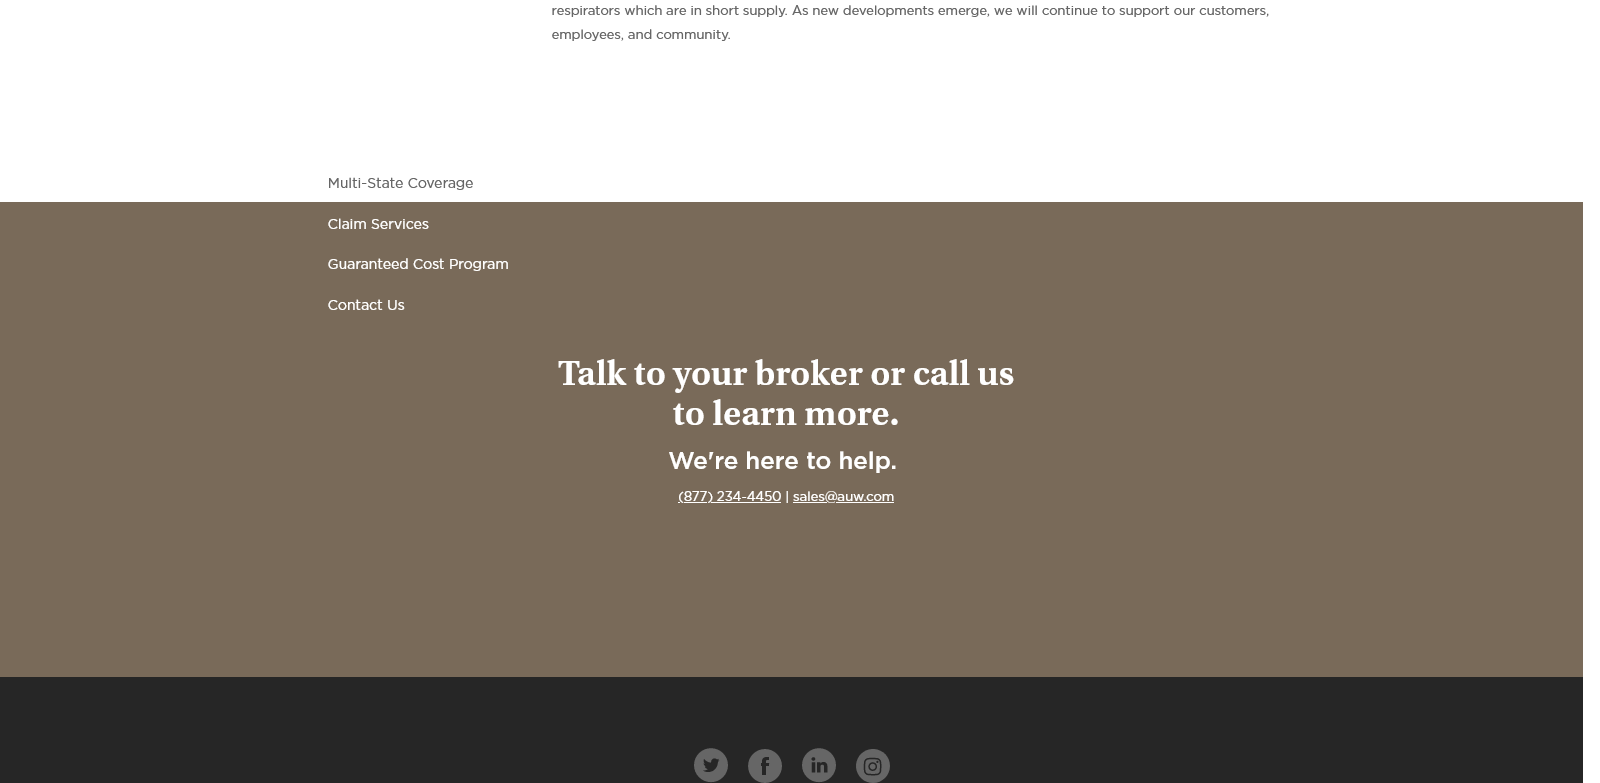 respirators which are in short supply. As new developments emerge, we will continue to support our customers,
employees, and community.
Multi-State Coverage
Claim Services
Guaranteed Cost Program
Contact Us
Talk to your broker or call us
to learn more.
We're here to help.
(877) 234-4450 | sales@auw.com